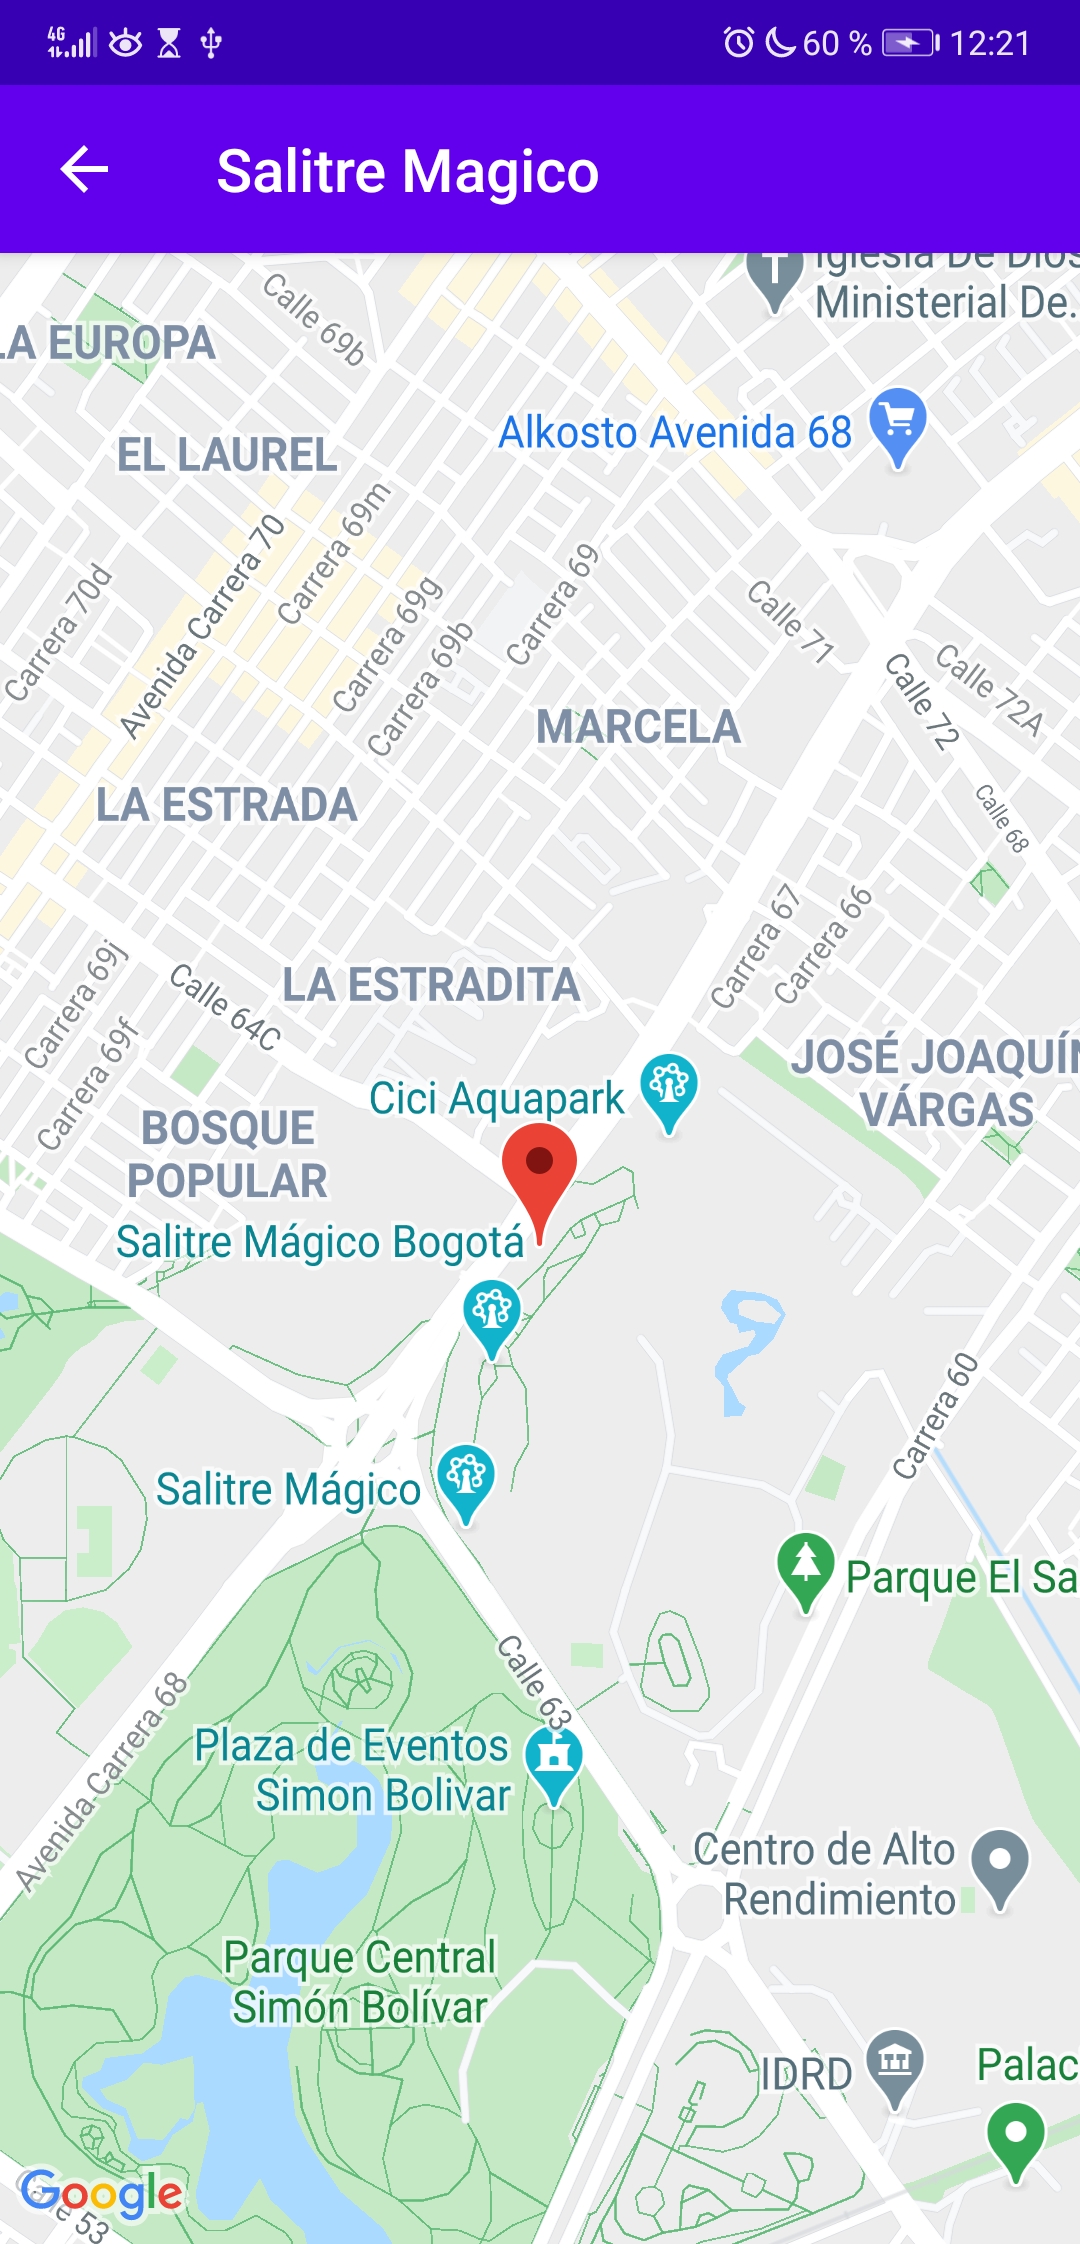 4G
60 %
12:21
Salitre Magico
Iglesia De Dios
Ministerial De.
Calle 69b
LA EUROPA
Alkosto Avenida 68
EL LAUREL
Carrera 69m
Avenida Carrera 70
Carrera 70d
Carrera 69g
Carrera 69
Carrera 69b
Calle 71
Calle 72A
Calle 72
MARCELA
LA ESTRADA
Calle 68
Carrera 67
Carrera 66
Carrera 69j
Calle 64C
LA ESTRADITA
Carrera 69f
JOSÉ JOAQUÍN
VÁRGAS
Cici Aquapark
BOSQUE
POPULAR
Salitre Mágico Bogotá
Carrera 60
Salitre Mágico
Parque El Sa
Calle 63
Avenida Carrera 68
Plaza de Eventos
Simon Bolivar
Centro de Alto
Rendimiento
Parque Central
Simón Bolívar
IDRD
Palac
Google
Calle 53